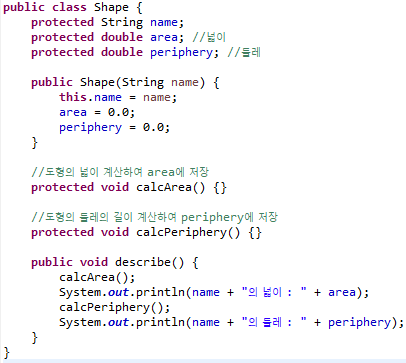 public class Shape {
protected String name;
protected double area; //넓이
protected double periphery; //둘레
public Shape(String name) {
this.name = name;
area = 0.0;
periphery = 0.0;
}
//도형의 넓이 계산하여 area에 저장
protected void calcArea() {}
//도형의 둘레의 길이 계산하여 periphery에 저장
protected void calcPeriphery() {}
public void describe() {
calcArea();
System.out.println(name + "의 넓이 : " + area);
calcPeriphery();
System.out.println(name + "의 둘레 : " + periphery);
}
}